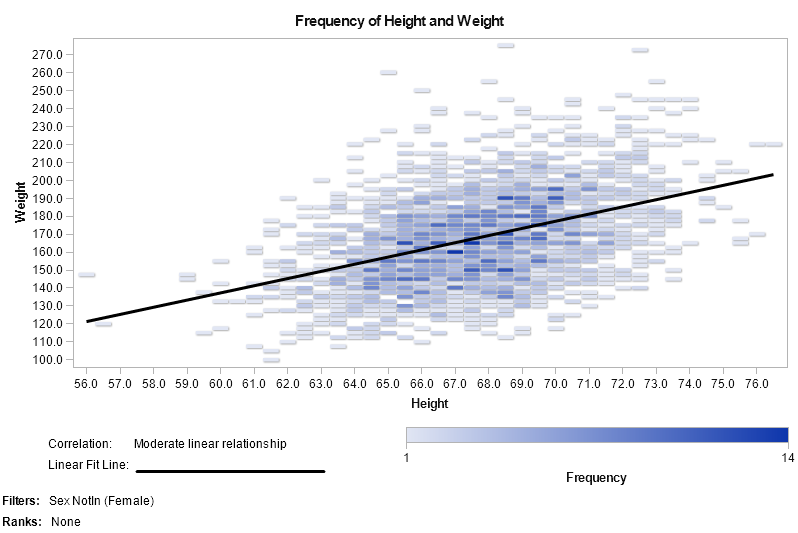 Frequency of Height and Weight
Weight
270.0
260.0
250.0
240.0
230.0
220.0
210.0
200.0
190.0
180.0
170.0
160.0
150.0
140.0
130.0
120.0
110.0
100.0
56.0 57.0 58.0 59.0 60.0 61.0 62.0 63.0 64.0 65.0 66.0 67.0 68.0 69.0 70.0 71.0 72.0 73.0 74.0 75.0 76.0
Height
Correlation: Moderate linear relationship
Linear Fit Line:
1 14
Frequency
Filters: Sex NotIn (Female)
Ranks: None